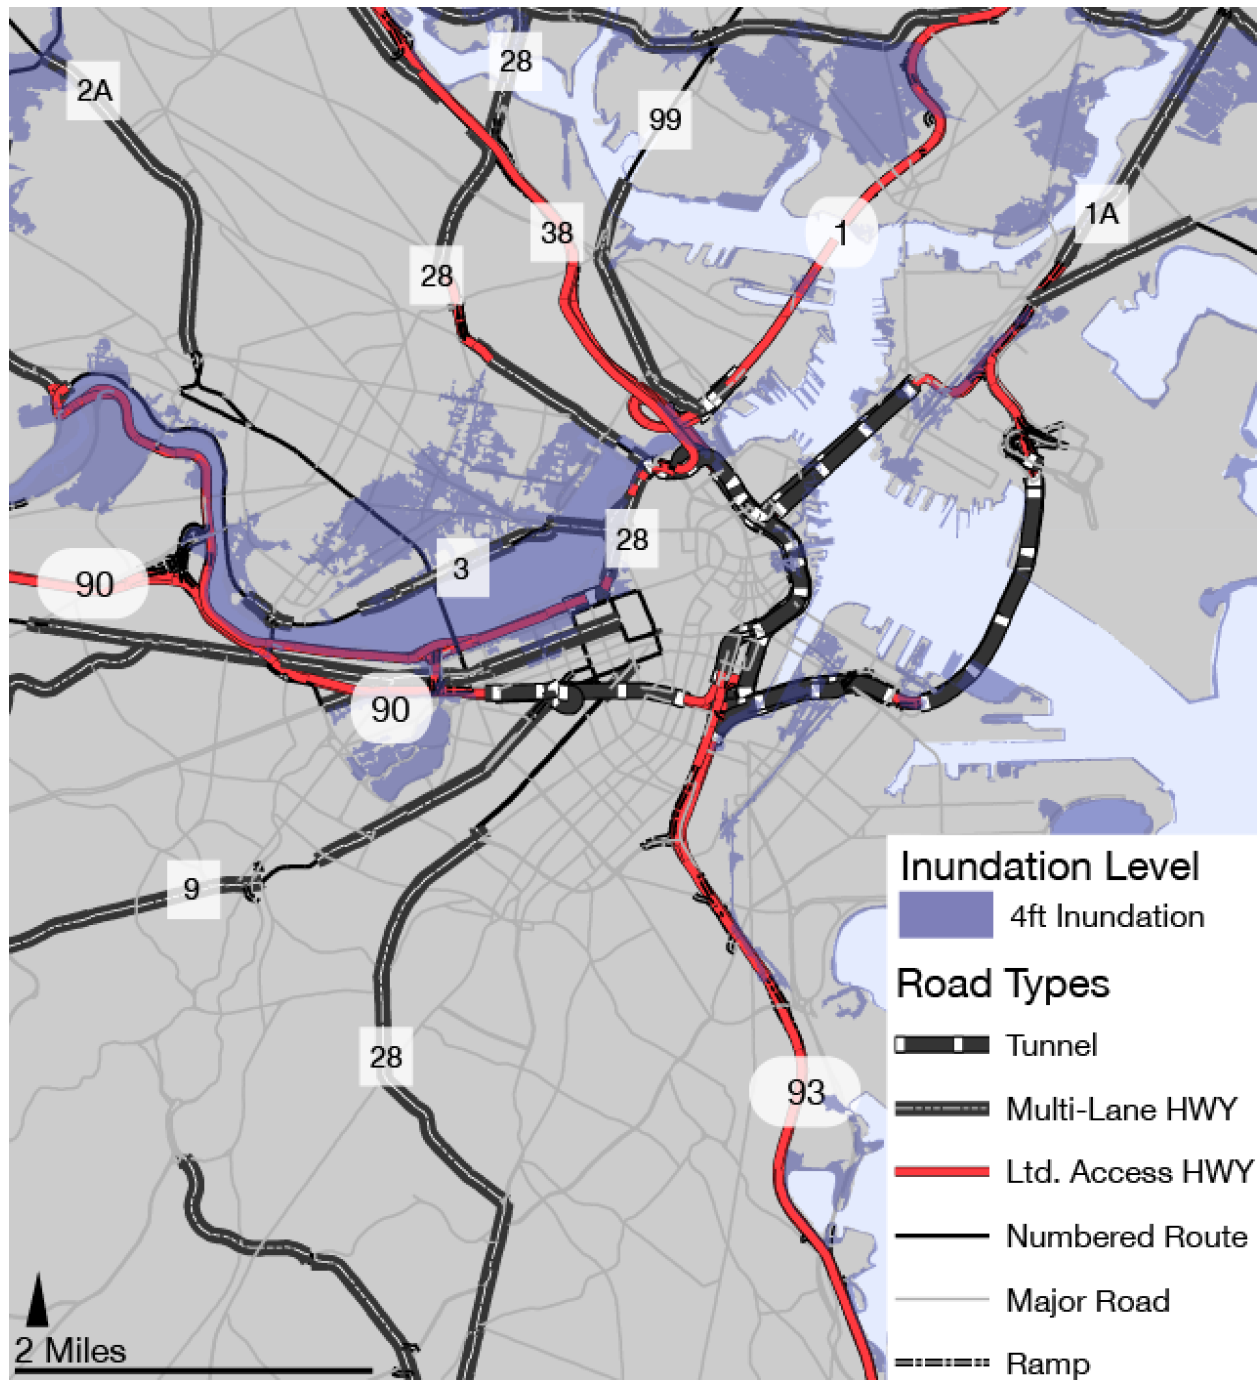 28
2A
99
1A
38
1
28
28
3
90
90
9
28
93
2 Miles
Inundation Level
4ft Inundation
Road Types
Tunnel
Multi-Lane HWY
Ltd. Access HWY
Numbered Route
Major Road
Ramp